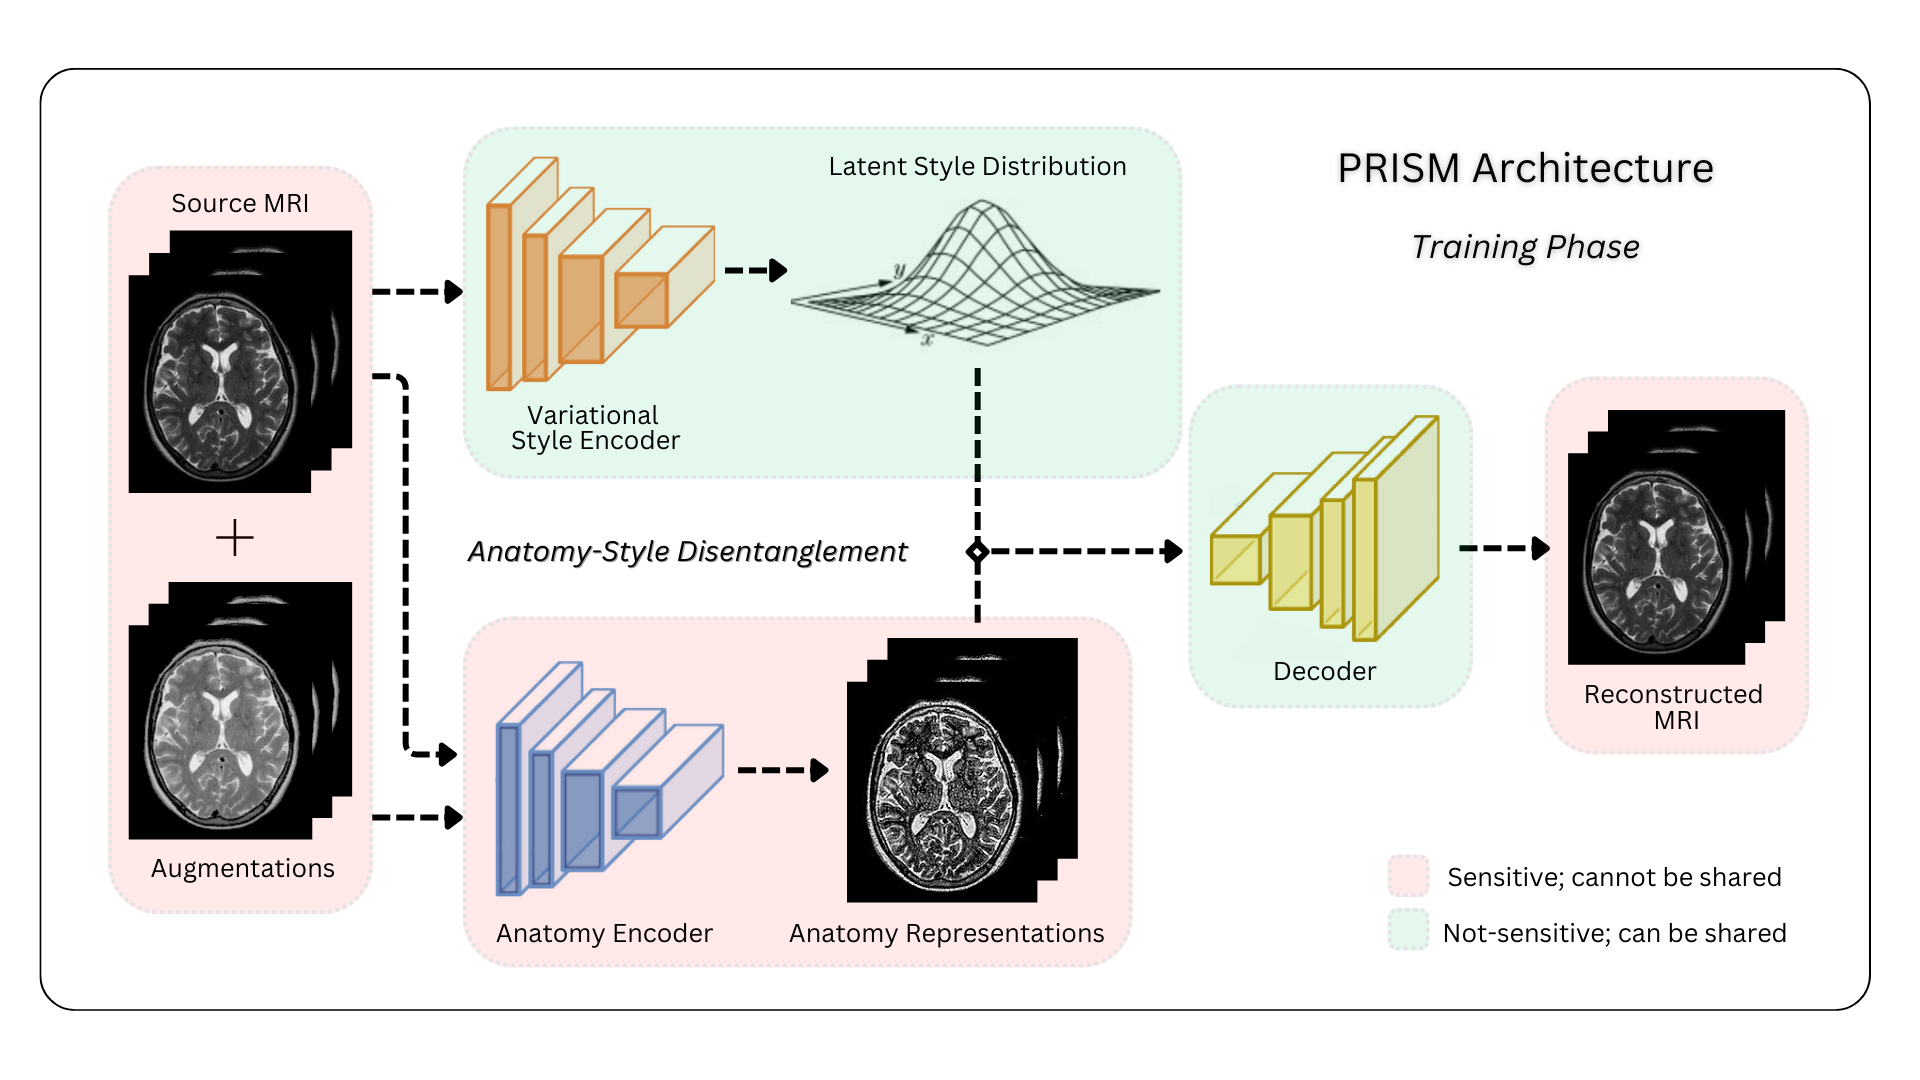 PRISM Architecture
Training Phase
Source MRI
Augmentations
Latent Style Distribution
y
x
Variational
Style Encoder
Anatomy-Style Disentanglement
Anatomy Encoder
Anatomy Representations
Decoder
Reconstructed
MRI
Sensitive; cannot be shared
Not-sensitive; can be shared